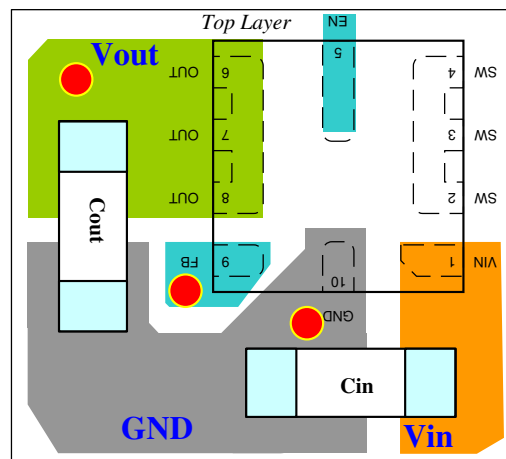 Top Layer
EN
5
Vout
OUT 6
4 SW
OUT 7
3 SW
OUT 8
2 SW
Cout
FB 9
10
GND
1 VIN
Cin
GND
Vin